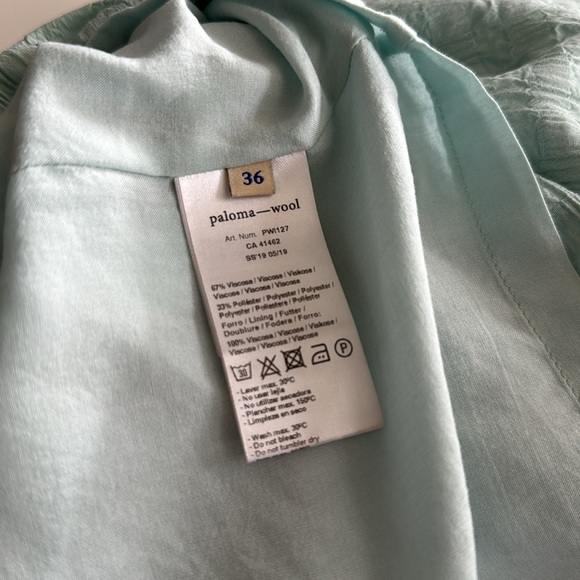 36
paloma—wool
Art. Num. PWI127
CA 41462
SS'19 05/19
67% Viscosa / Viscose / Viskose /
Viscose / Viscosa / Viscosa
33% Poliéster / Polyester / Polyester /
Polyester / Poliestere / Poliéster
Forro / Lining / Futter /
Doublure / Fodera / Forro:
100% Viscosa / Viscose / Viskose /
Viscose / Viscosa / Viscosa
30
P
- Lavar max. 30ºC
- No usar lejía
- No utilizar secadora
- Planchar max. 150ºC
- Limpieza en seco
- Wash max. 30ºC
- Do not bleach
- Do not tumbler dry